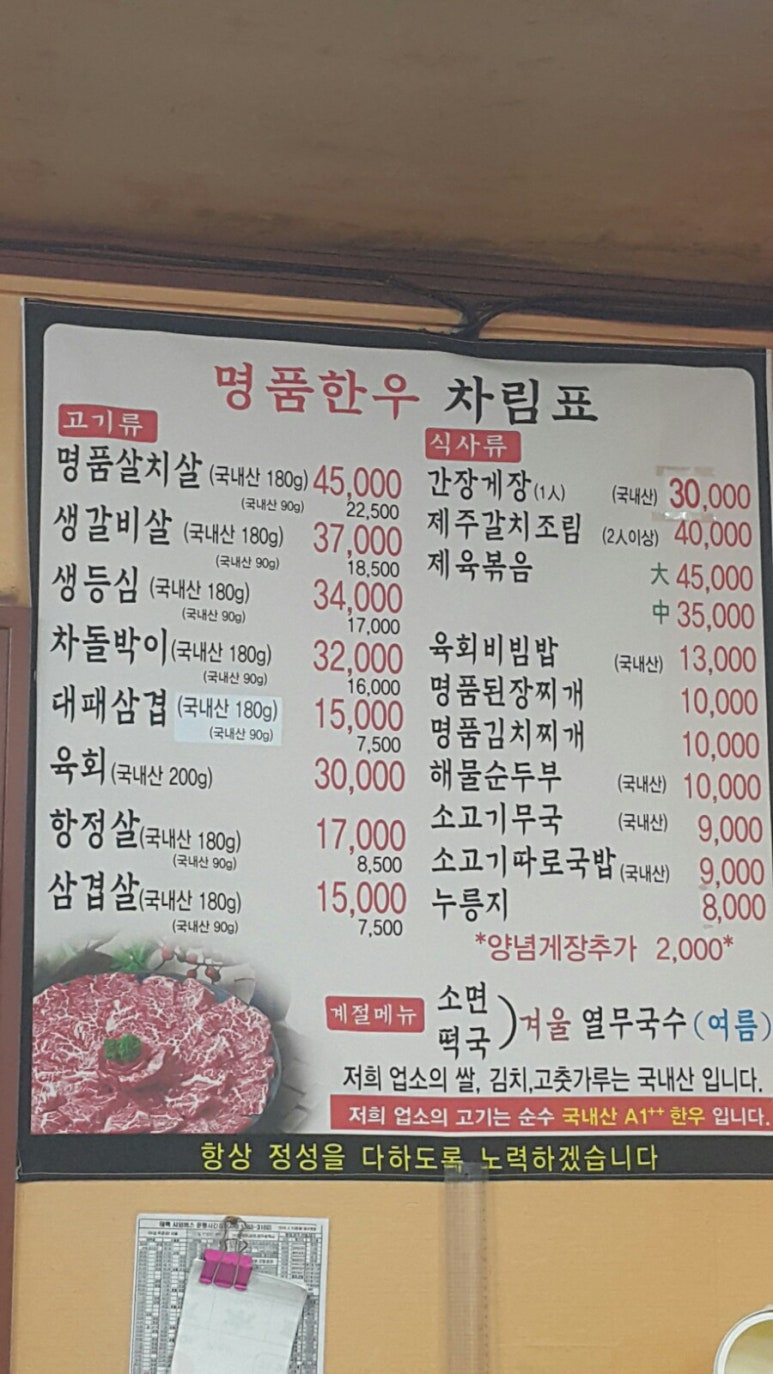 명품한우 차림표
고기류
명품살치살 (국내산 180g) 45,000
(국내산 90g) 22,500
생갈비살 (국내산 180g) 37,000
(국내산 90g) 18,500
생등심 (국내산 180g) 34,000
(국내산 90g) 17,000
차돌박이(국내산 180g) 32,000
(국내산 90g) 16,000
대패삼겹 (국내산 180g) 15,000
(국내산 90g) 7,500
육회(국내산 200g) 30,000
항정살(국내산 180g) 17,000
(국내산 90g) 8,500
삼겹살(국내산 180g) 15,000
(국내산 90g) 7,500
식사류
간장게장(1人) (국내산) 30,000
제주갈치조림 (2人이상) 40,000
제육볶음 大 45,000
中 35,000
육회비빔밥 (국내산) 13,000
명품된장찌개 10,000
명품김치찌개 10,000
해물순두부 (국내산) 10,000
소고기무국 (국내산) 9,000
소고기따로국밥(국내산) 9,000
누릉지 8,000
*양념게장추가 2,000*
계절메뉴 소면
떡국 )겨울 열무국수(여름)
저희 업소의 쌀, 김치,고춧가루는 국내산 입니다.
저희 업소의 고기는 순수 국내산 A1++ 한우 입니다.
항상 정성을 다하도록 노력하겠습니다